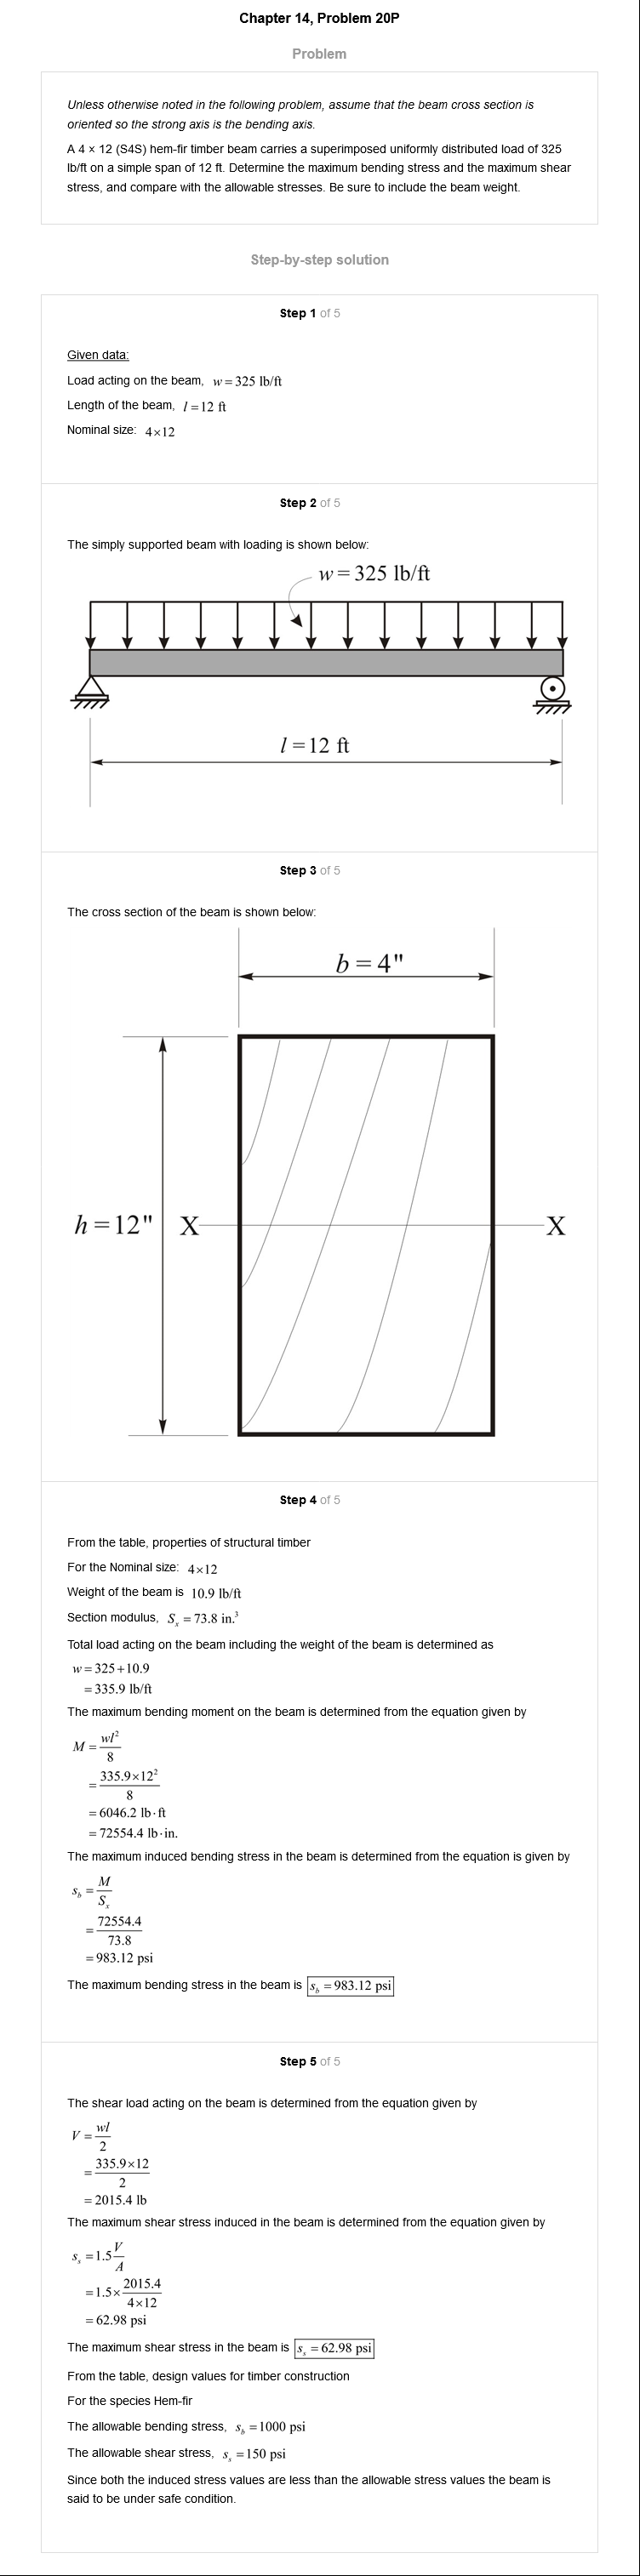 Chapter 14, Problem 20P
Problem
Unless otherwise noted in the following problem, assume that the beam cross section is
oriented so the strong axis is the bending axis.
A 4 × 12 (S4S) hem-fir timber beam carries a superimposed uniformly distributed load of 325
lb/ft on a simple span of 12 ft. Determine the maximum bending stress and the maximum shear
stress, and compare with the allowable stresses. Be sure to include the beam weight.
Step-by-step solution
Step 1 of 5
Given data:
Load acting on the beam, w = 325 lb/ft
Length of the beam, l = 12 ft
Nominal size: 4×12
Step 2 of 5
The simply supported beam with loading is shown below:
w = 325 lb/ft
l = 12 ft
Step 3 of 5
The cross section of the beam is shown below:
b = 4"
h = 12" X X
Step 4 of 5
From the table, properties of structural timber
For the Nominal size: 4×12
Weight of the beam is 10.9 lb/ft
Section modulus, Sₓ = 73.8 in.³
Total load acting on the beam including the weight of the beam is determined as
w = 325+10.9
= 335.9 lb/ft
The maximum bending moment on the beam is determined from the equation given by
M = wl²/8
= 335.9×12²/8
= 6046.2 lb·ft
= 72554.4 lb·in.
The maximum induced bending stress in the beam is determined from the equation is given by
s_b = M/Sₓ
= 72554.4/73.8
= 983.12 psi
The maximum bending stress in the beam is s_b = 983.12 psi
Step 5 of 5
The shear load acting on the beam is determined from the equation given by
V = wl/2
= 335.9×12/2
= 2015.4 lb
The maximum shear stress induced in the beam is determined from the equation given by
s_s = 1.5 V/A
= 1.5× 2015.4/4×12
= 62.98 psi
The maximum shear stress in the beam is s_s = 62.98 psi
From the table, design values for timber construction
For the species Hem-fir
The allowable bending stress, s_b = 1000 psi
The allowable shear stress, s_s = 150 psi
Since both the induced stress values are less than the allowable stress values the beam is
said to be under safe condition.